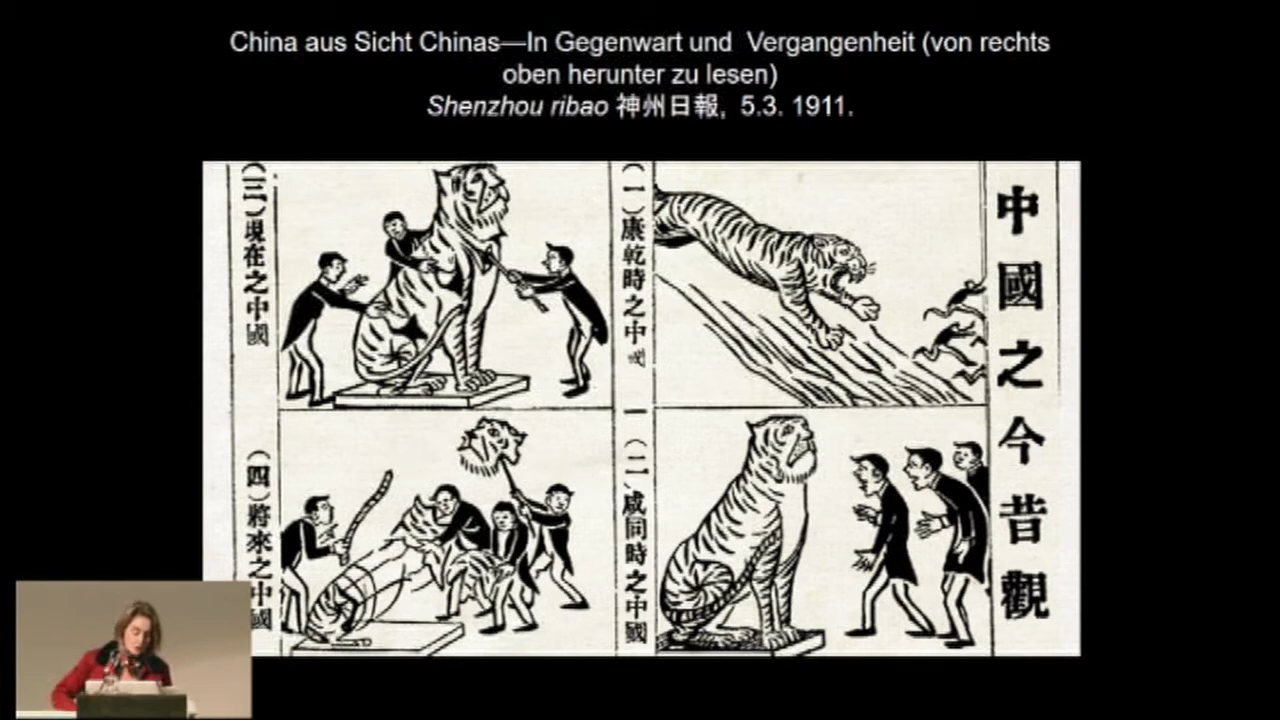 China aus Sicht Chinas—In Gegenwart und Vergangenheit (von rechts
oben herunter zu lesen)
Shenzhou ribao 神州日報, 5.3. 1911.
中國之今昔觀
(一)康乾時之中國
(二)咸同時之中國
(三)現在之中國
(四)將來之中國